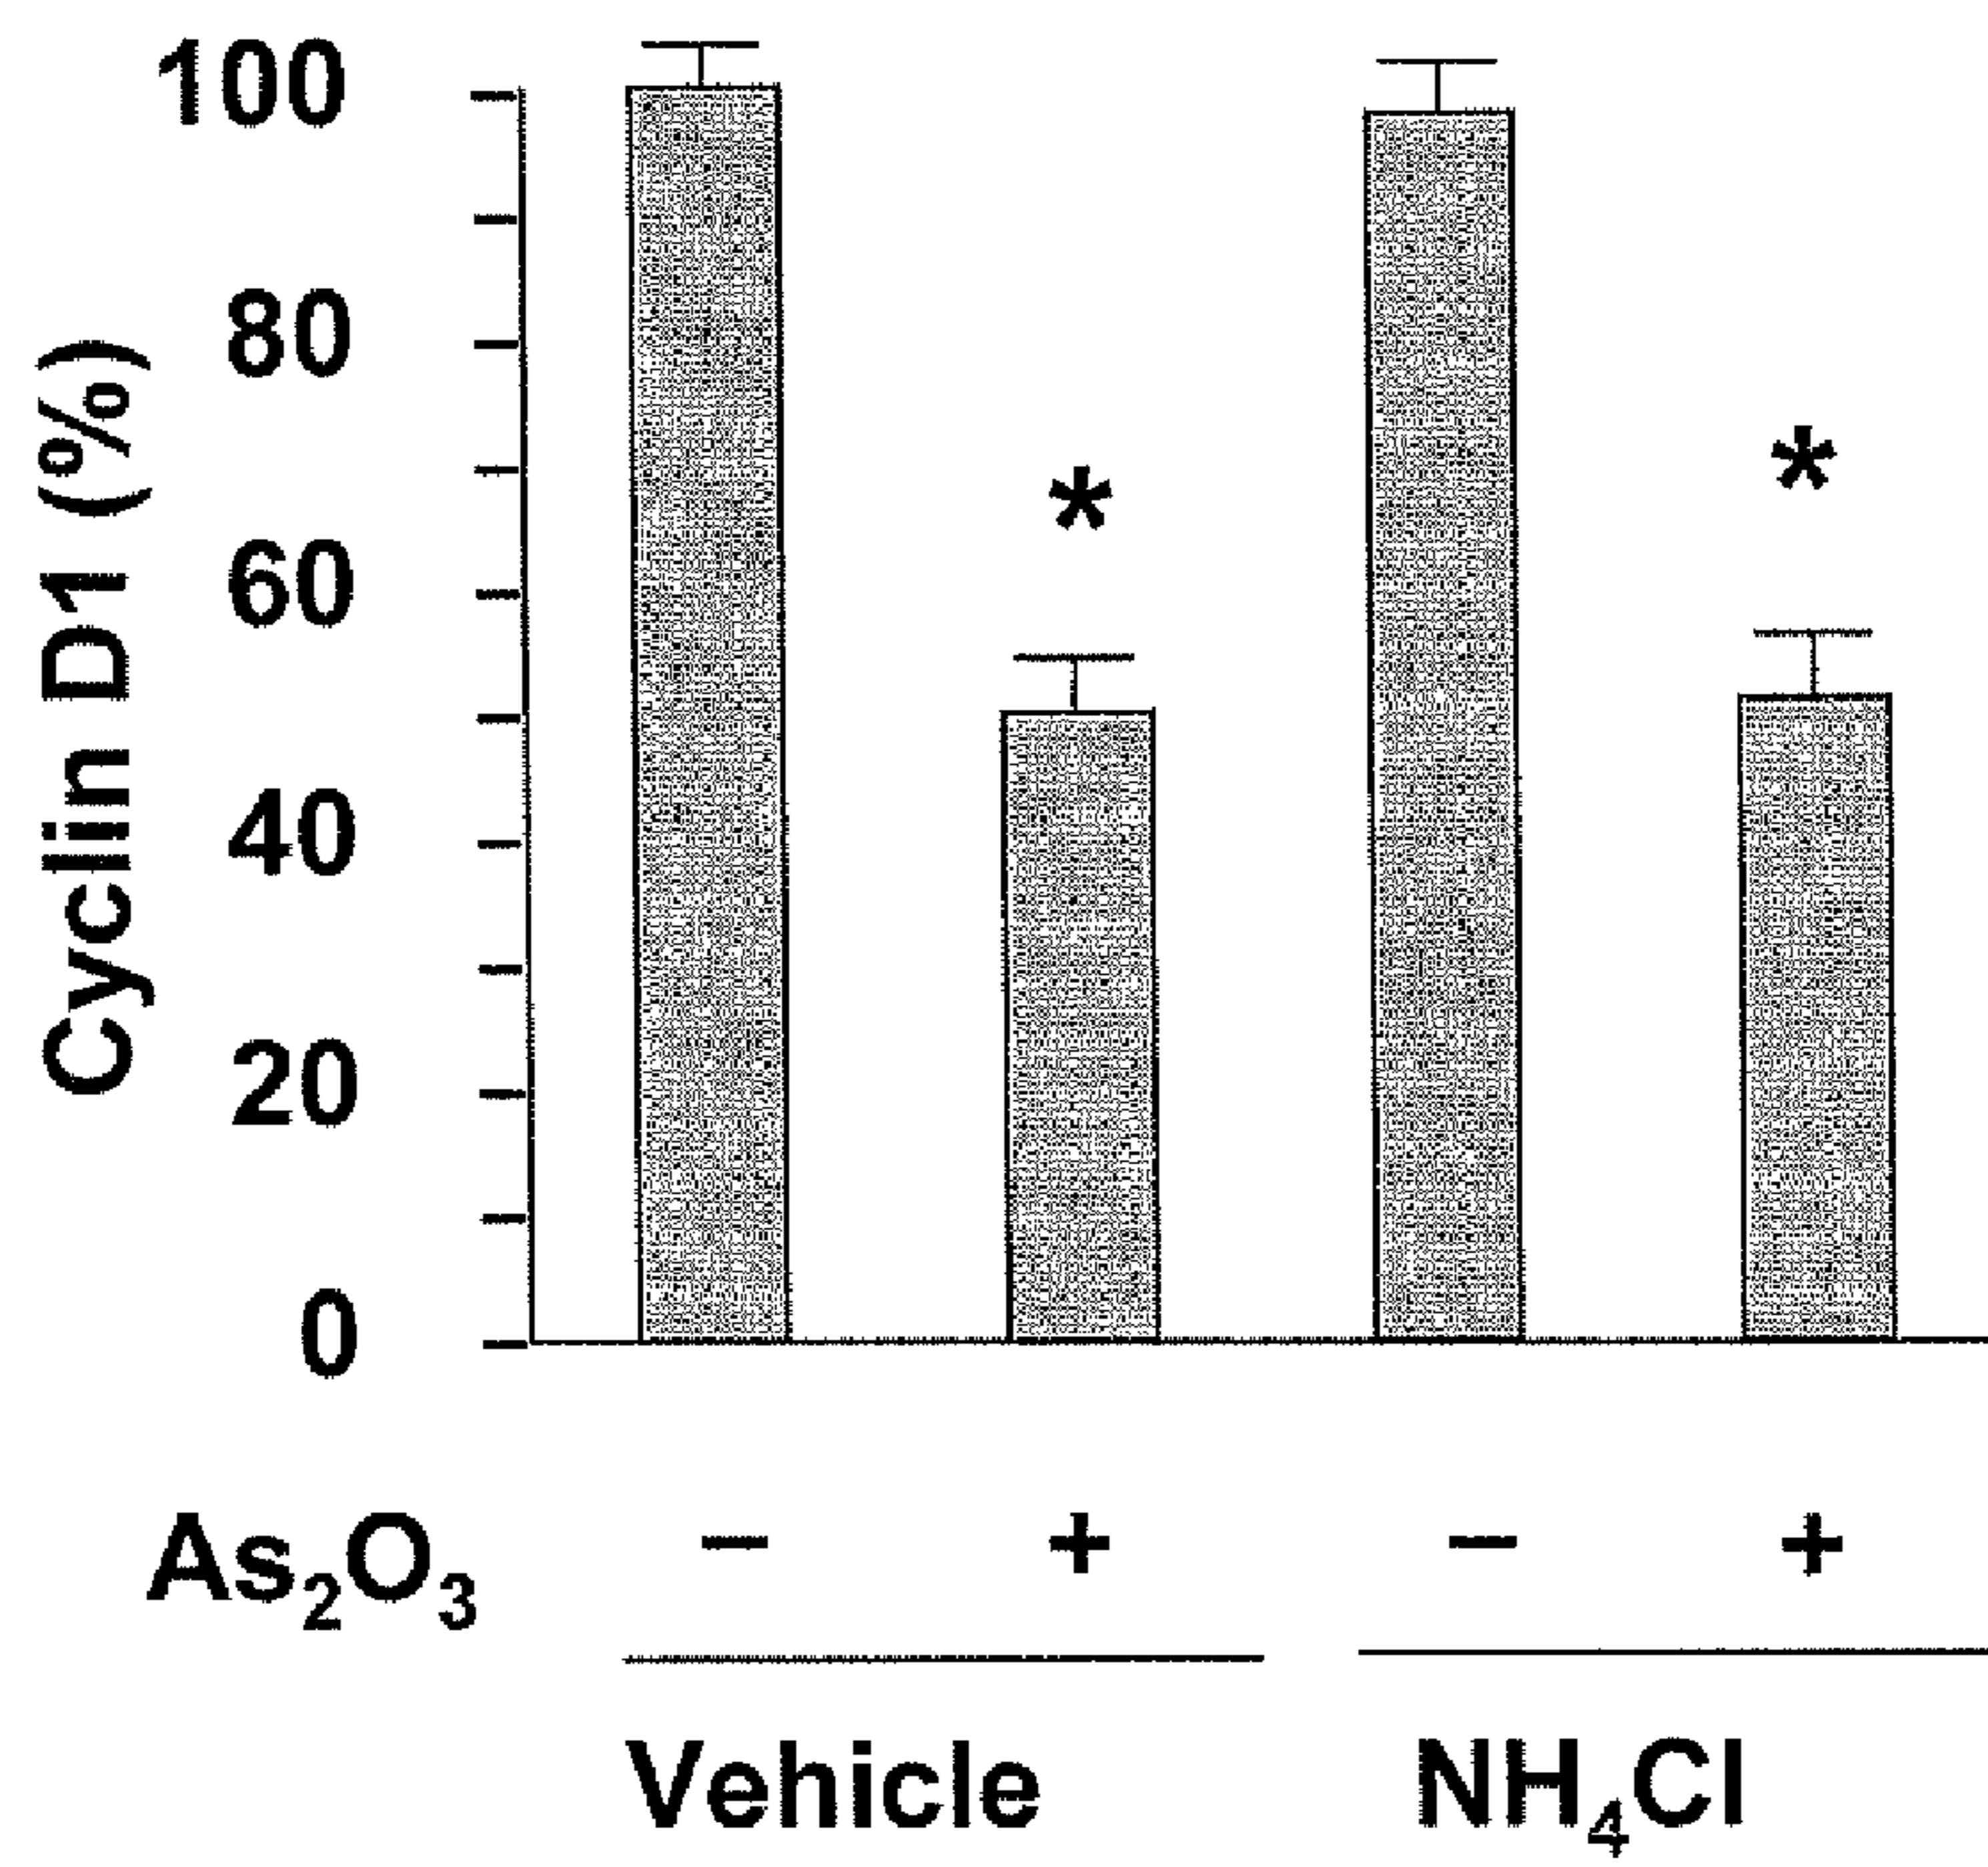 Cyclin D1 (%)
100
80
60
40
20
0
*
*
As₂O₃ − + − +
Vehicle NH₄Cl